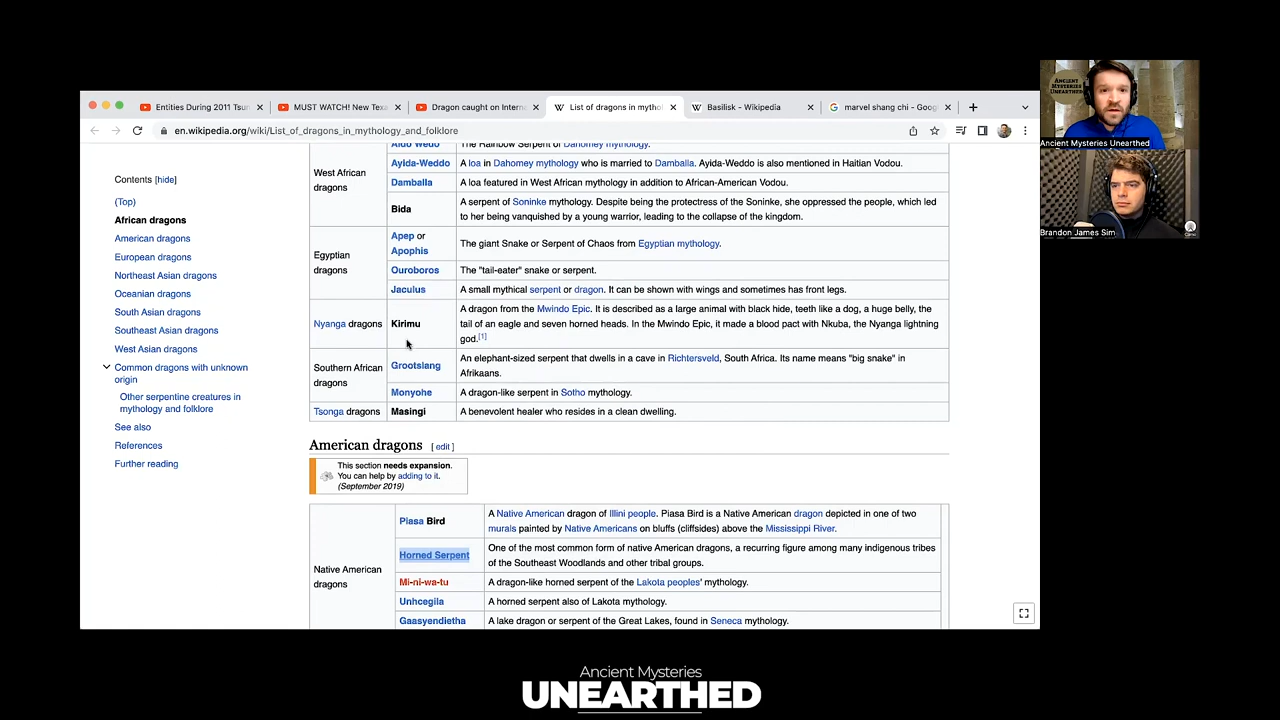 Entities During 2011 Tsun
MUST WATCH! New Texa
Dragon caught on Intern
List of dragons in mythol
Basilisk - Wikipedia
marvel shang chi - Goog
en.wikipedia.org/wiki/List_of_dragons_in_mythology_and_folklore
ANCIENT
MYSTERIES
UNEARTHED
Ancient Mysteries Unearthed
Brandon James Sim
Contents [hide]
(Top)
African dragons
American dragons
European dragons
Northeast Asian dragons
Oceanian dragons
South Asian dragons
Southeast Asian dragons
West Asian dragons
Common dragons with unknown
origin
Other serpentine creatures in
mythology and folklore
See also
References
Further reading
West African
dragons
Aido Wedo The Rainbow Serpent of Dahomey mythology.
Ayida-Weddo A loa in Dahomey mythology who is married to Damballa. Ayida-Weddo is also mentioned in Haitian Vodou.
Damballa A loa featured in West African mythology in addition to African-American Vodou.
Bida A serpent of Soninke mythology. Despite being the protectress of the Soninke, she oppressed the people, which led
to her being vanquished by a young warrior, leading to the collapse of the kingdom.
Egyptian
dragons
Apep or
Apophis
The giant Snake or Serpent of Chaos from Egyptian mythology.
Ouroboros The "tail-eater" snake or serpent.
Jaculus A small mythical serpent or dragon. It can be shown with wings and sometimes has front legs.
Nyanga dragons Kirimu
A dragon from the Mwindo Epic. It is described as a large animal with black hide, teeth like a dog, a huge belly, the
tail of an eagle and seven horned heads. In the Mwindo Epic, it made a blood pact with Nkuba, the Nyanga lightning
god.[1]
Southern African
dragons
Grootslang An elephant-sized serpent that dwells in a cave in Richtersveld, South Africa. Its name means "big snake" in
Afrikaans.
Monyohe A dragon-like serpent in Sotho mythology.
Tsonga dragons Masingi A benevolent healer who resides in a clean dwelling.
American dragons [ edit ]
This section needs expansion.
You can help by adding to it.
(September 2019)
Native American
dragons
Piasa Bird A Native American dragon of Illini people. Piasa Bird is a Native American dragon depicted in one of two
murals painted by Native Americans on bluffs (cliffsides) above the Mississippi River.
Horned Serpent One of the most common form of native American dragons, a recurring figure among many indigenous tribes
of the Southeast Woodlands and other tribal groups.
Mi-ni-wa-tu A dragon-like horned serpent of the Lakota peoples' mythology.
Unhcegila A horned serpent also of Lakota mythology.
Gaasyendietha A lake dragon or serpent of the Great Lakes, found in Seneca mythology.
Ancient Mysteries
UNEARTHED